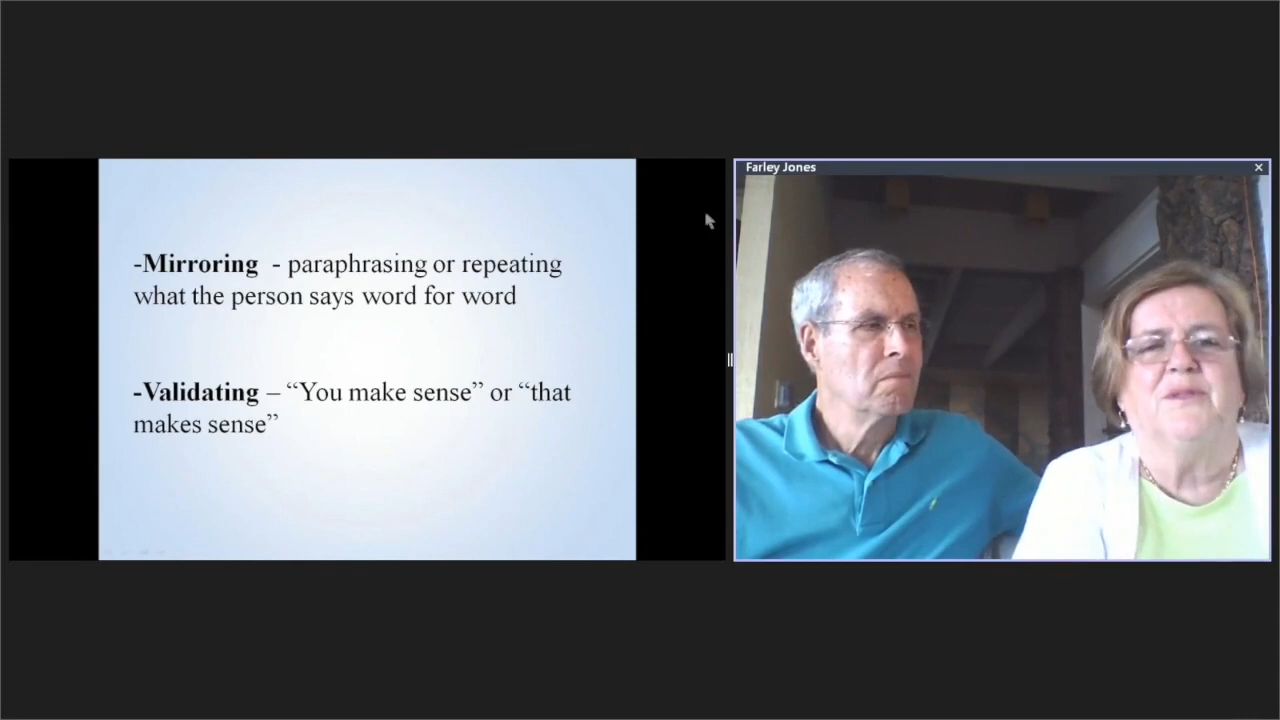 -Mirroring - paraphrasing or repeating
what the person says word for word
-Validating – “You make sense” or “that
makes sense”
Farley Jones